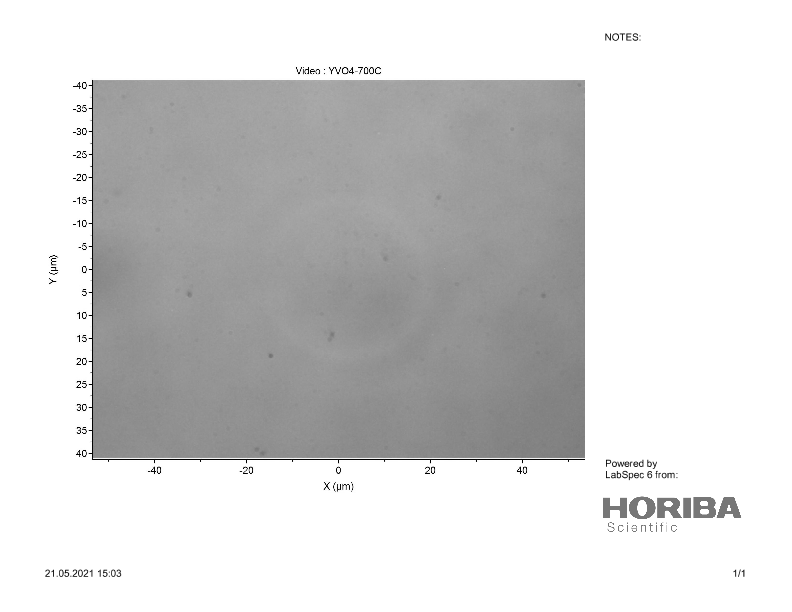 NOTES:
Video : YVO4-700C
-40
-35
-30
-25
-20
-15
-10
-5
0
5
10
15
20
25
30
35
40
Y (µm)
-40 -20 0 20 40
X (µm)
Powered by
LabSpec 6 from:
HORIBA
Scientific
21.05.2021 15:03
1/1